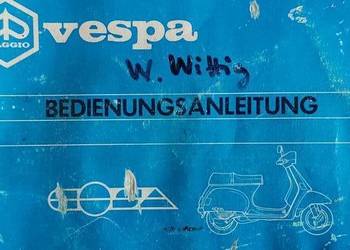 PIAGGIO
vespa
W. Wittig
BEDIENUNGSANLEITUNG